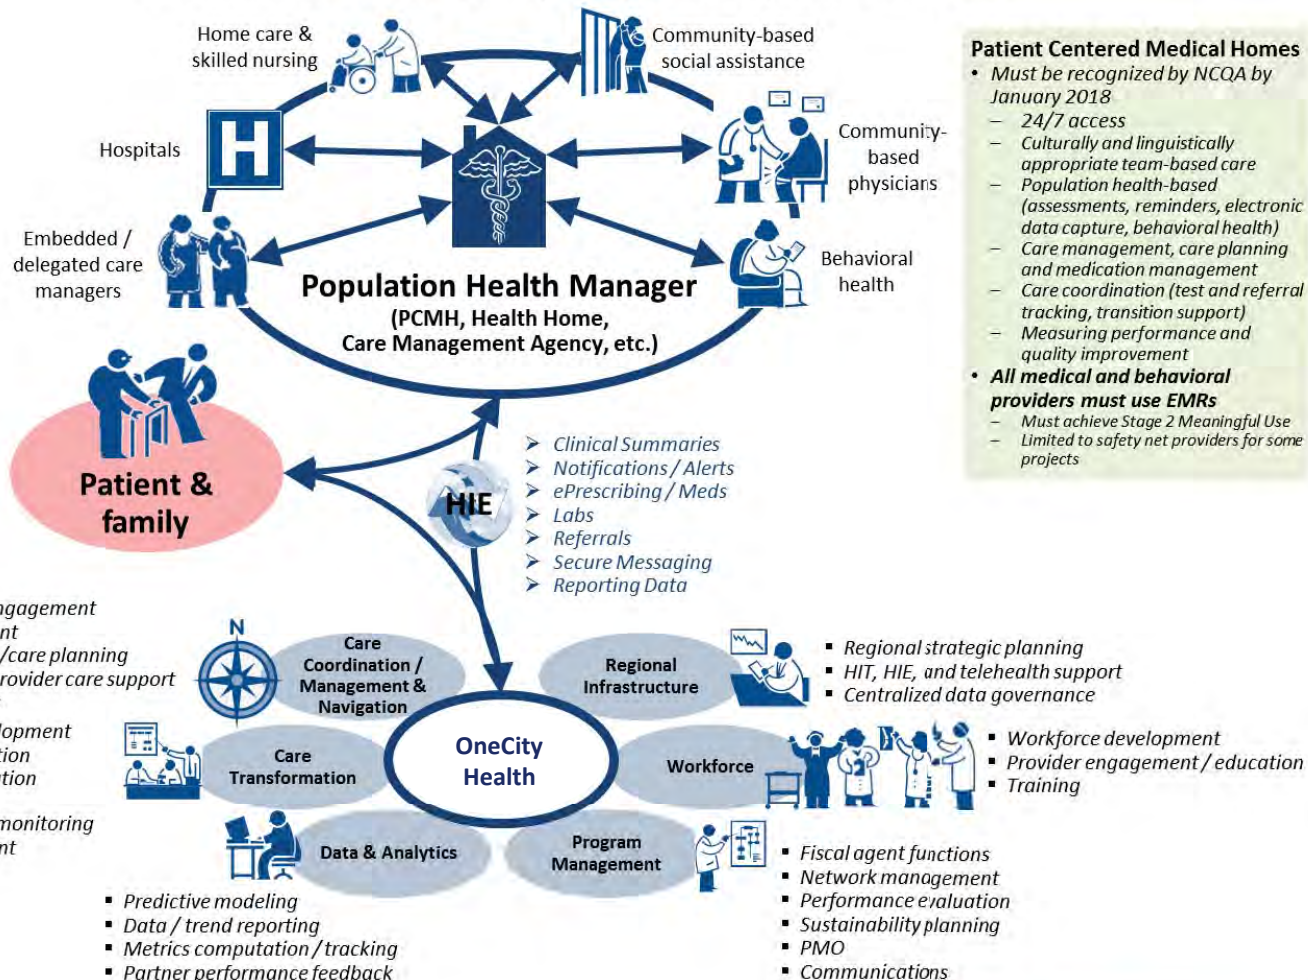 Home care &
skilled nursing
Community-based
social assistance
Hospitals
H
Community-
based
physicians
Embedded /
delegated care
managers
Behavioral
health
Population Health Manager
(PCMH, Health Home,
Care Management Agency, etc.)
Patient Centered Medical Homes
• Must be recognized by NCQA by
January 2018
– 24/7 access
– Culturally and linguistically
appropriate team-based care
– Population health-based
(assessments, reminders, electronic
data capture, behavioral health)
– Care management, care planning
and medication management
– Care coordination (test and referral
tracking, transition support)
– Measuring performance and
quality improvement
• All medical and behavioral
providers must use EMRs
– Must achieve Stage 2 Meaningful Use
– Limited to safety net providers for some
projects
Patient &
family
HIE
➢ Clinical Summaries
➢ Notifications / Alerts
➢ ePrescribing / Meds
➢ Labs
➢ Referrals
➢ Secure Messaging
➢ Reporting Data
/care planning
care support
monitoring
N
Care
Coordination /
Management &
Navigation
Regional
Infrastructure
▪ Regional strategic planning
▪ HIT, HIE, and telehealth support
▪ Centralized data governance
Care
Transformation
OneCity
Health
Workforce
▪ Workforce development
▪ Provider engagement / education
▪ Training
Data & Analytics
Program
Management
▪ Predictive modeling
▪ Data / trend reporting
▪ Metrics computation / tracking
▪ Partner performance feedback
▪ Fiscal agent functions
▪ Network management
▪ Performance evaluation
▪ Sustainability planning
▪ PMO
▪ Communications